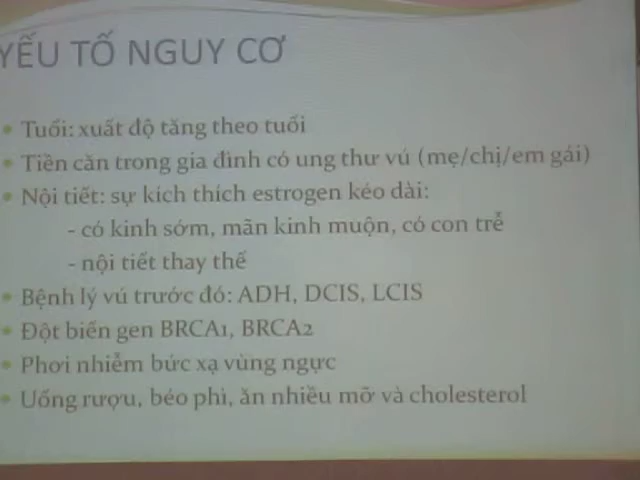 YẾU TỐ NGUY CƠ
Tuổi: xuất độ tăng theo tuổi
Tiền căn trong gia đình có ung thư vú (mẹ/chị/em gái)
Nội tiết: sự kích thích estrogen kéo dài:
- có kinh sớm, mãn kinh muộn, có con trễ
- nội tiết thay thế
Bệnh lý vú trước đó: ADH, DCIS, LCIS
Đột biến gen BRCA1, BRCA2
Phơi nhiễm bức xạ vùng ngực
Uống rượu, béo phì, ăn nhiều mỡ và cholesterol